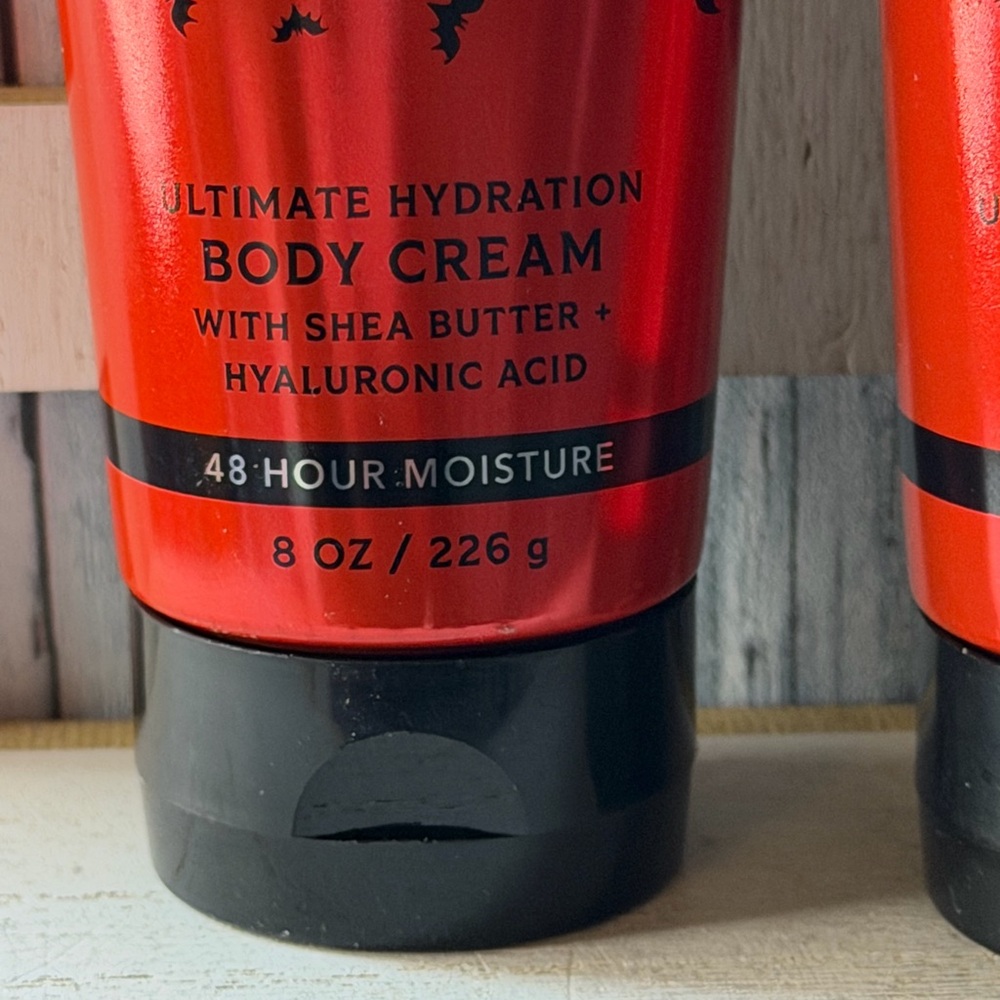 ULTIMATE HYDRATION
BODY CREAM
WITH SHEA BUTTER +
HYALURONIC ACID
48 HOUR MOISTURE
8 OZ / 226 g